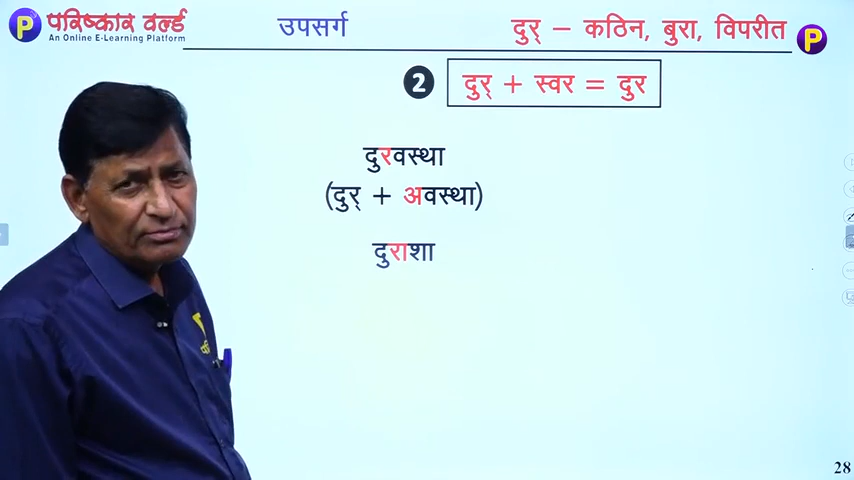 परिष्कार वर्ल्ड
An Online E-Learning Platform
उपसर्ग
दुर् – कठिन, बुरा, विपरीत
P
P
2 दुर् + स्वर = दुर
दुरवस्था
(दुर् + अवस्था)
दुराशा
28